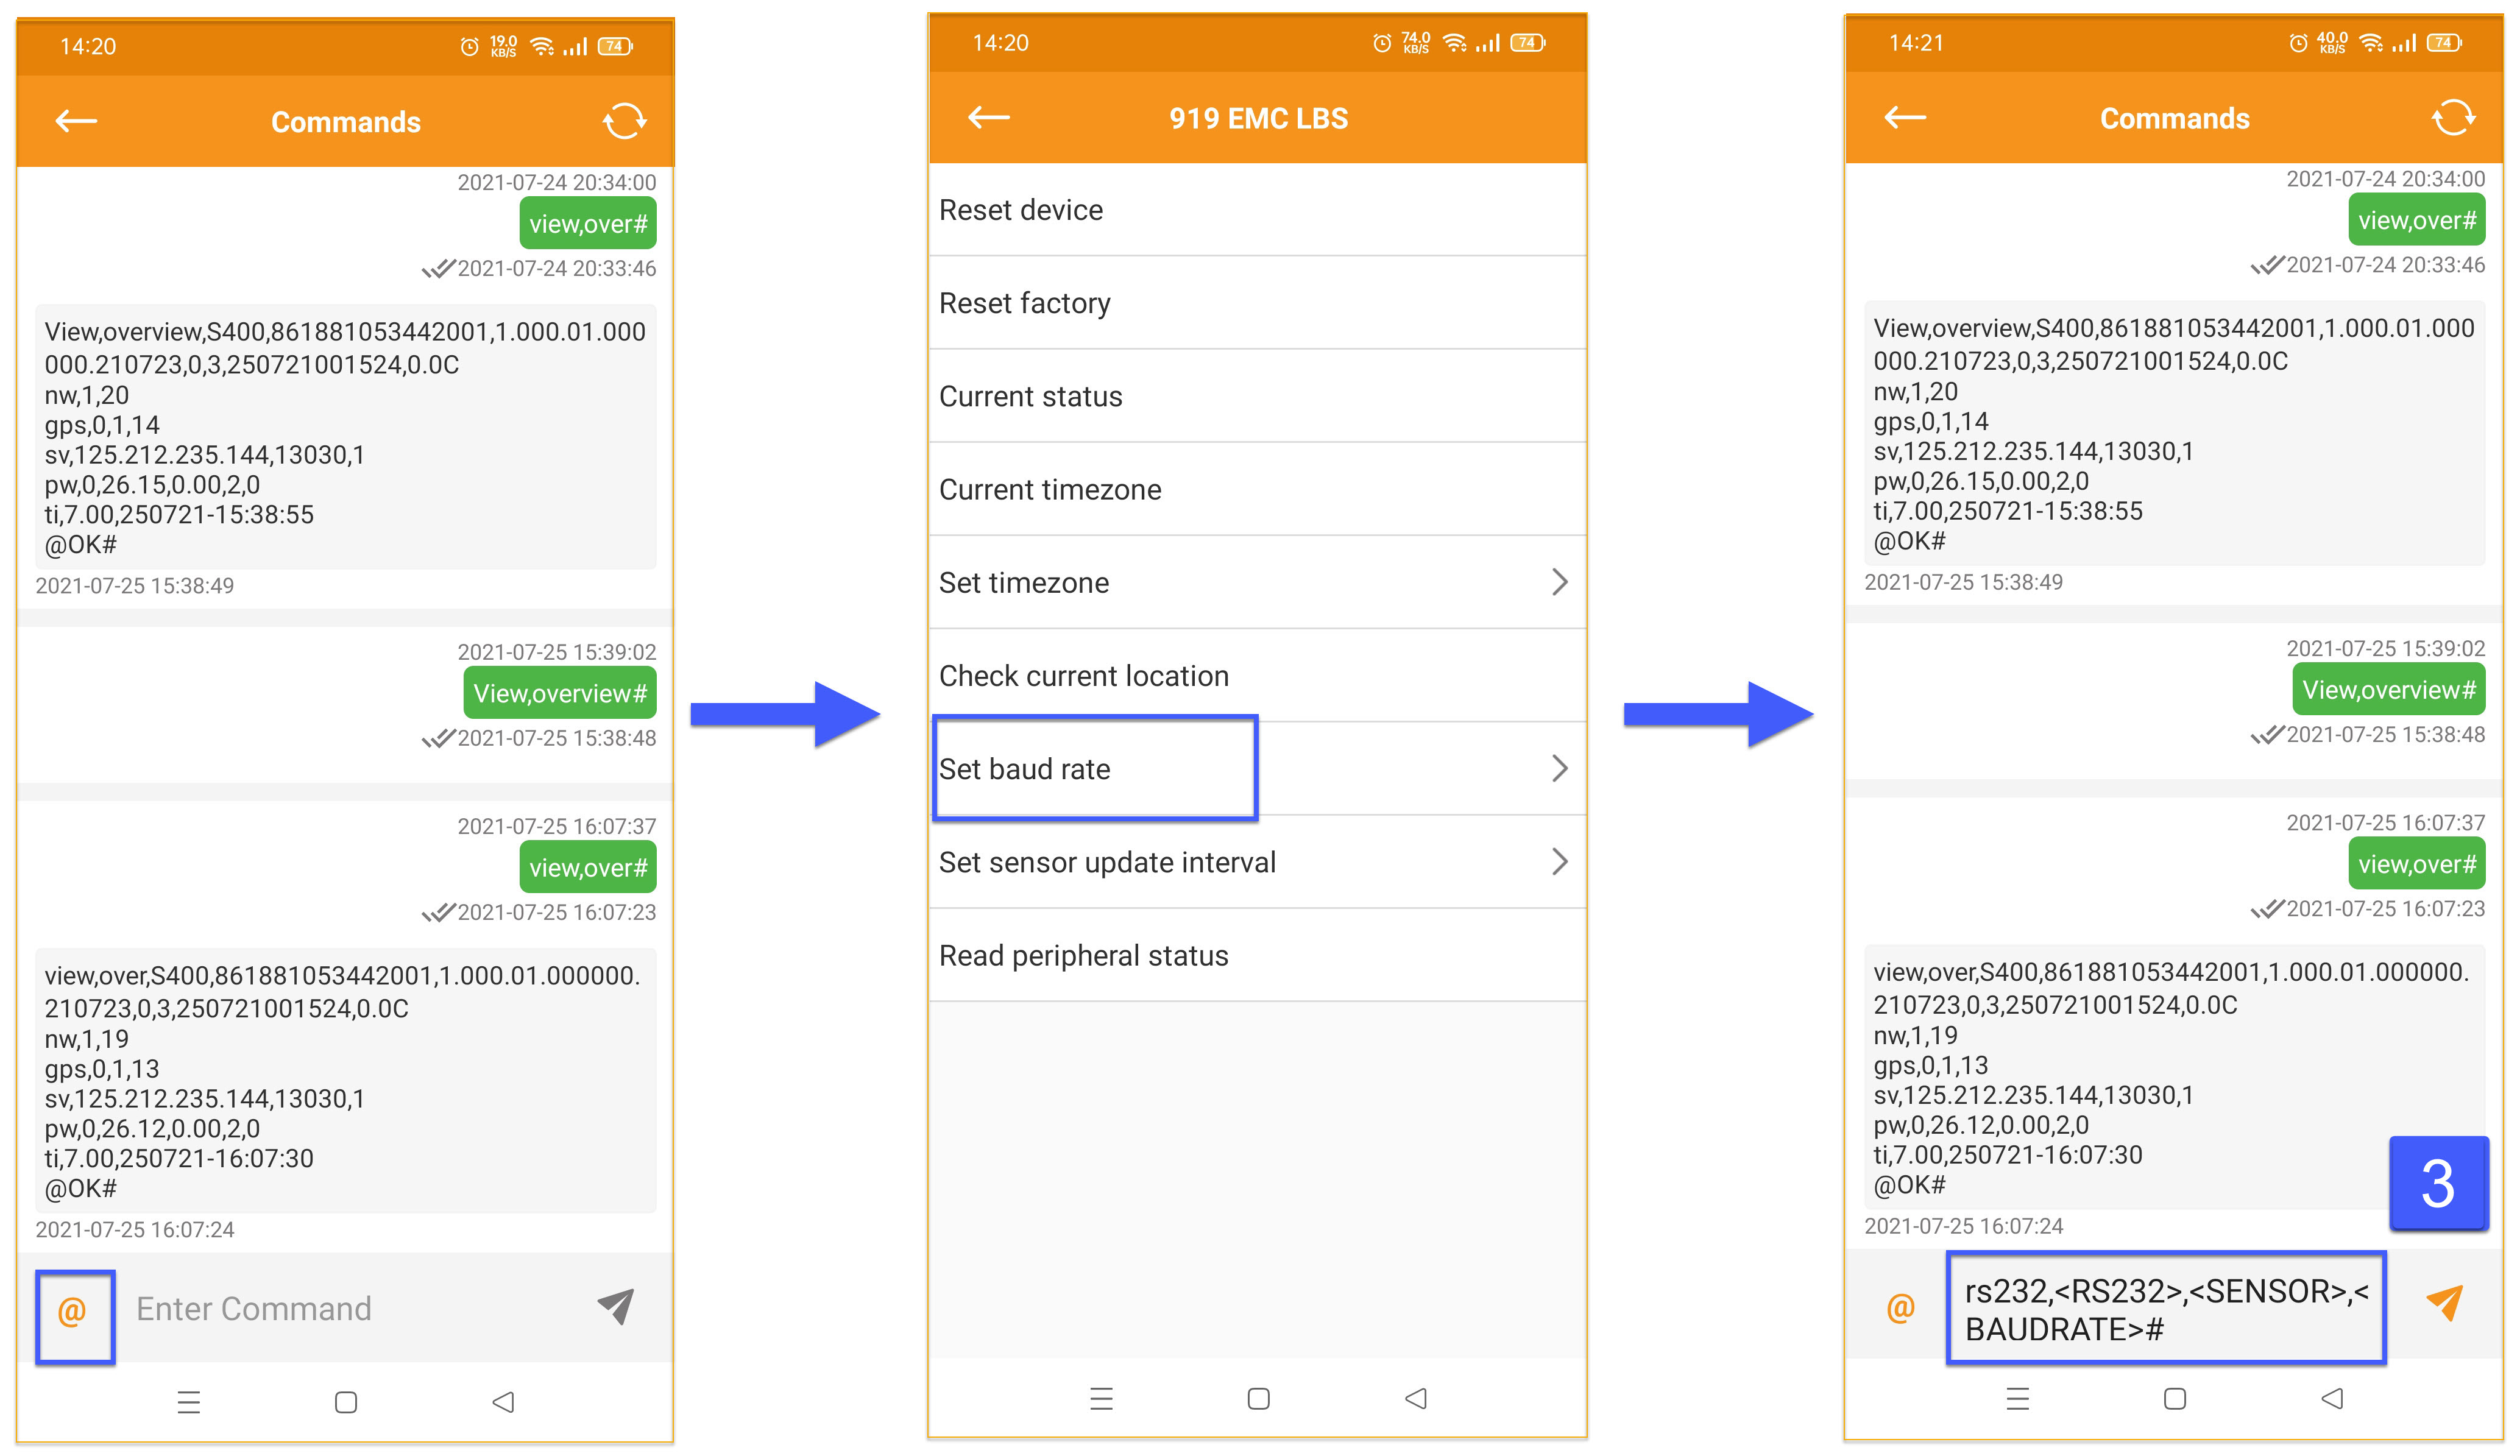 14:20
19.0
KB/S
74
Commands
2021-07-24 20:34:00
view,over#
2021-07-24 20:33:46
View,overview,S400,861881053442001,1.000.01.000
000.210723,0,3,250721001524,0.0C
nw,1,20
gps,0,1,14
sv,125.212.235.144,13030,1
pw,0,26.15,0.00,2,0
ti,7.00,250721-15:38:55
@OK#
2021-07-25 15:38:49
2021-07-25 15:39:02
View,overview#
2021-07-25 15:38:48
2021-07-25 16:07:37
view,over#
2021-07-25 16:07:23
view,over,S400,861881053442001,1.000.01.000000.
210723,0,3,250721001524,0.0C
nw,1,19
gps,0,1,13
sv,125.212.235.144,13030,1
pw,0,26.12,0.00,2,0
ti,7.00,250721-16:07:30
@OK#
2021-07-25 16:07:24
@ Enter Command
14:20
74.0
KB/S
74
919 EMC LBS
Reset device
Reset factory
Current status
Current timezone
Set timezone
Check current location
Set baud rate
Set sensor update interval
Read peripheral status
14:21
40.0
KB/S
74
Commands
2021-07-24 20:34:00
view,over#
2021-07-24 20:33:46
View,overview,S400,861881053442001,1.000.01.000
000.210723,0,3,250721001524,0.0C
nw,1,20
gps,0,1,14
sv,125.212.235.144,13030,1
pw,0,26.15,0.00,2,0
ti,7.00,250721-15:38:55
@OK#
2021-07-25 15:38:49
2021-07-25 15:39:02
View,overview#
2021-07-25 15:38:48
2021-07-25 16:07:37
view,over#
2021-07-25 16:07:23
view,over,S400,861881053442001,1.000.01.000000.
210723,0,3,250721001524,0.0C
nw,1,19
gps,0,1,13
sv,125.212.235.144,13030,1
pw,0,26.12,0.00,2,0
ti,7.00,250721-16:07:30
@OK#
3
2021-07-25 16:07:24
@
rs232,<RS232>,<SENSOR>,<
BAUDRATE>#